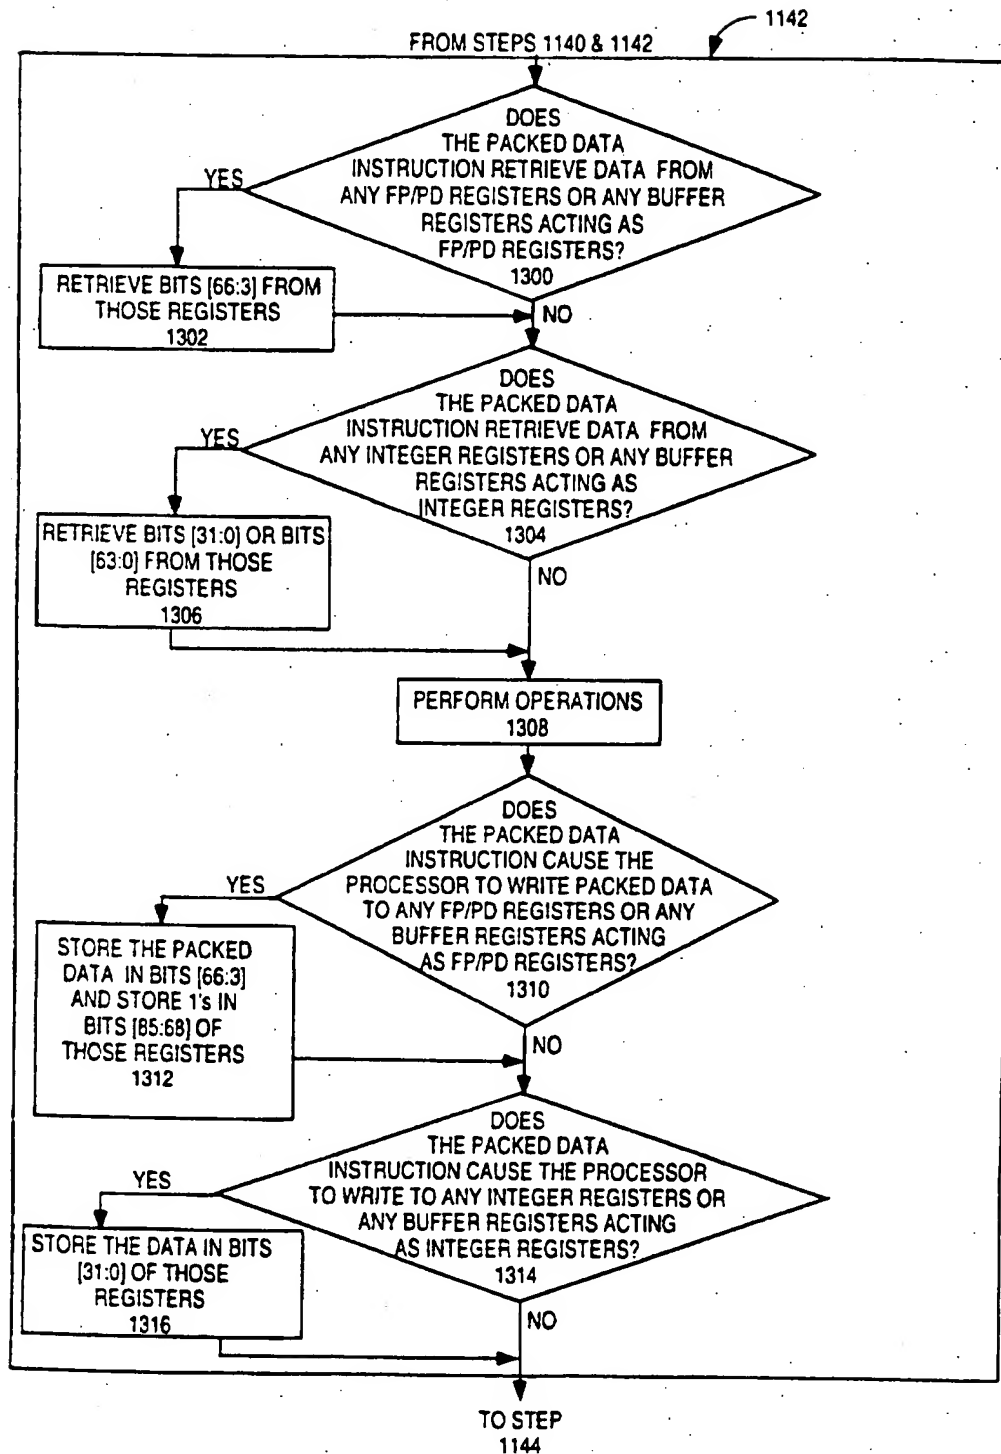 1142
FROM STEPS 1140 & 1142
DOES
THE PACKED DATA
INSTRUCTION RETRIEVE DATA FROM
ANY FP/PD REGISTERS OR ANY BUFFER
REGISTERS ACTING AS
FP/PD REGISTERS?
1300
YES
RETRIEVE BITS [66:3] FROM
THOSE REGISTERS
1302
NO
DOES
THE PACKED DATA
INSTRUCTION RETRIEVE DATA FROM
ANY INTEGER REGISTERS OR ANY BUFFER
REGISTERS ACTING AS
INTEGER REGISTERS?
1304
YES
RETRIEVE BITS [31:0] OR BITS
[63:0] FROM THOSE
REGISTERS
1306
NO
PERFORM OPERATIONS
1308
DOES
THE PACKED DATA
INSTRUCTION CAUSE THE
PROCESSOR TO WRITE PACKED DATA
TO ANY FP/PD REGISTERS OR ANY
BUFFER REGISTERS ACTING
AS FP/PD REGISTERS?
1310
YES
STORE THE PACKED
DATA IN BITS [66:3]
AND STORE 1's IN
BITS [85:68] OF
THOSE REGISTERS
1312
NO
DOES
THE PACKED DATA
INSTRUCTION CAUSE THE PROCESSOR
TO WRITE TO ANY INTEGER REGISTERS OR
ANY BUFFER REGISTERS ACTING
AS INTEGER REGISTERS?
1314
YES
STORE THE DATA IN BITS
[31:0] OF THOSE
REGISTERS
1316
NO
TO STEP
1144